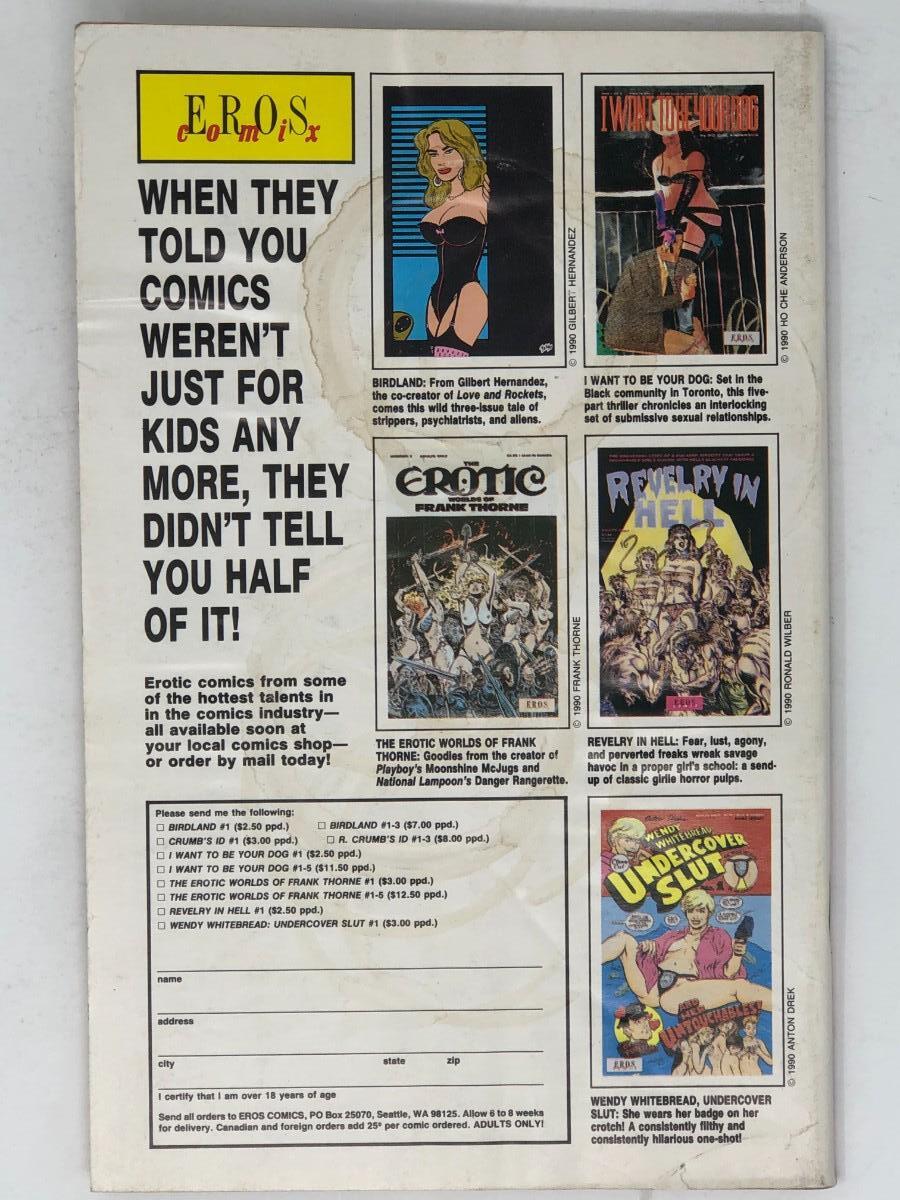 EROS
comix
WHEN THEY
TOLD YOU
COMICS
WEREN'T
JUST FOR
KIDS ANY
MORE, THEY
DIDN'T TELL
YOU HALF
OF IT!
Erotic comics from some
of the hottest talents in
in the comics industry—
all available soon at
your local comics shop—
or order by mail today!
© 1990 GILBERT HERNANDEZ
BIRDLAND: From Gilbert Hernandez,
the co-creator of Love and Rockets,
comes this wild three-issue tale of
strippers, psychiatrists, and aliens.
I WANT TO BE YOUR DOG
EROS
© 1990 HO CHE ANDERSON
I WANT TO BE YOUR DOG: Set in the
Black community in Toronto, this five-
part thriller chronicles an interlocking
set of submissive sexual relationships.
THE
EROTIC
WORLDS OF
FRANK THORNE
EROS
© 1990 FRANK THORNE
THE EROTIC WORLDS OF FRANK
THORNE: Goodies from the creator of
Playboy's Moonshine McJugs and
National Lampoon's Danger Rangerette.
REVELRY IN
HELL
EROS
© 1990 RONALD WILBER
REVELRY IN HELL: Fear, lust, agony,
and perverted freaks wreak savage
havoc in a proper girl's school: a send-
up of classic girlie horror pulps.
Please send me the following:
☐ BIRDLAND #1 ($2.50 ppd.) ☐ BIRDLAND #1-3 ($7.00 ppd.)
☐ CRUMB'S ID #1 ($3.00 ppd.) ☐ R. CRUMB'S ID #1-3 ($8.00 ppd.)
☐ I WANT TO BE YOUR DOG #1 ($2.50 ppd.)
☐ I WANT TO BE YOUR DOG #1-5 ($11.50 ppd.)
☐ THE EROTIC WORLDS OF FRANK THORNE #1 ($3.00 ppd.)
☐ THE EROTIC WORLDS OF FRANK THORNE #1-5 ($12.50 ppd.)
☐ REVELRY IN HELL #1 ($2.50 ppd.)
☐ WENDY WHITEBREAD: UNDERCOVER SLUT #1 ($3.00 ppd.)
name
address
city state zip
I certify that I am over 18 years of age
Send all orders to EROS COMICS, PO Box 25070, Seattle, WA 98125. Allow 6 to 8 weeks
for delivery. Canadian and foreign orders add 25¢ per comic ordered. ADULTS ONLY!
WENDY
WHITEBREAD
UNDERCOVER
SLUT
AND HER
UNTOUCHABLES!
EROS
© 1990 ANTON DREK
WENDY WHITEBREAD, UNDERCOVER
SLUT: She wears her badge on her
crotch! A consistently filthy and
consistently hilarious one-shot!